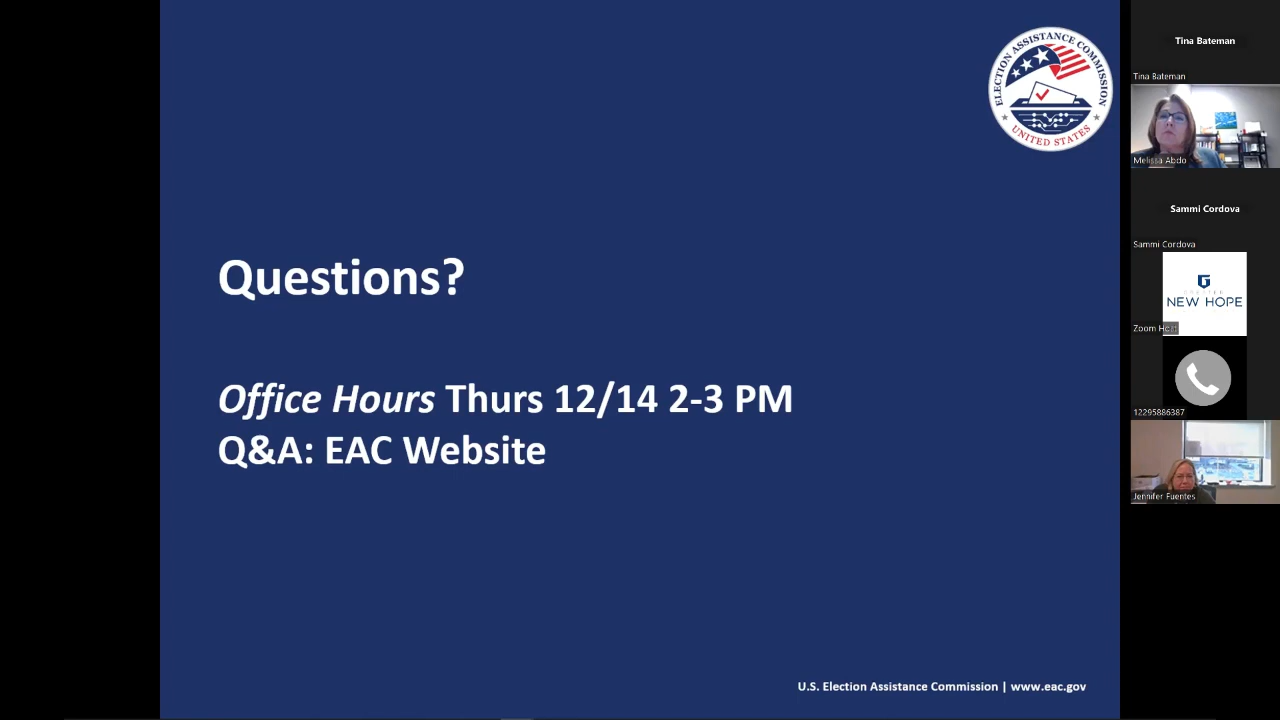 ELECTION ASSISTANCE COMMISSION
UNITED STATES
Questions?
Office Hours Thurs 12/14 2-3 PM
Q&A: EAC Website
U.S. Election Assistance Commission | www.eac.gov
Tina Bateman
Tina Bateman
Melissa Abdo
Sammi Cordova
Sammi Cordova
NEW HOPE
Zoom Host
12295886387
Jennifer Fuentes